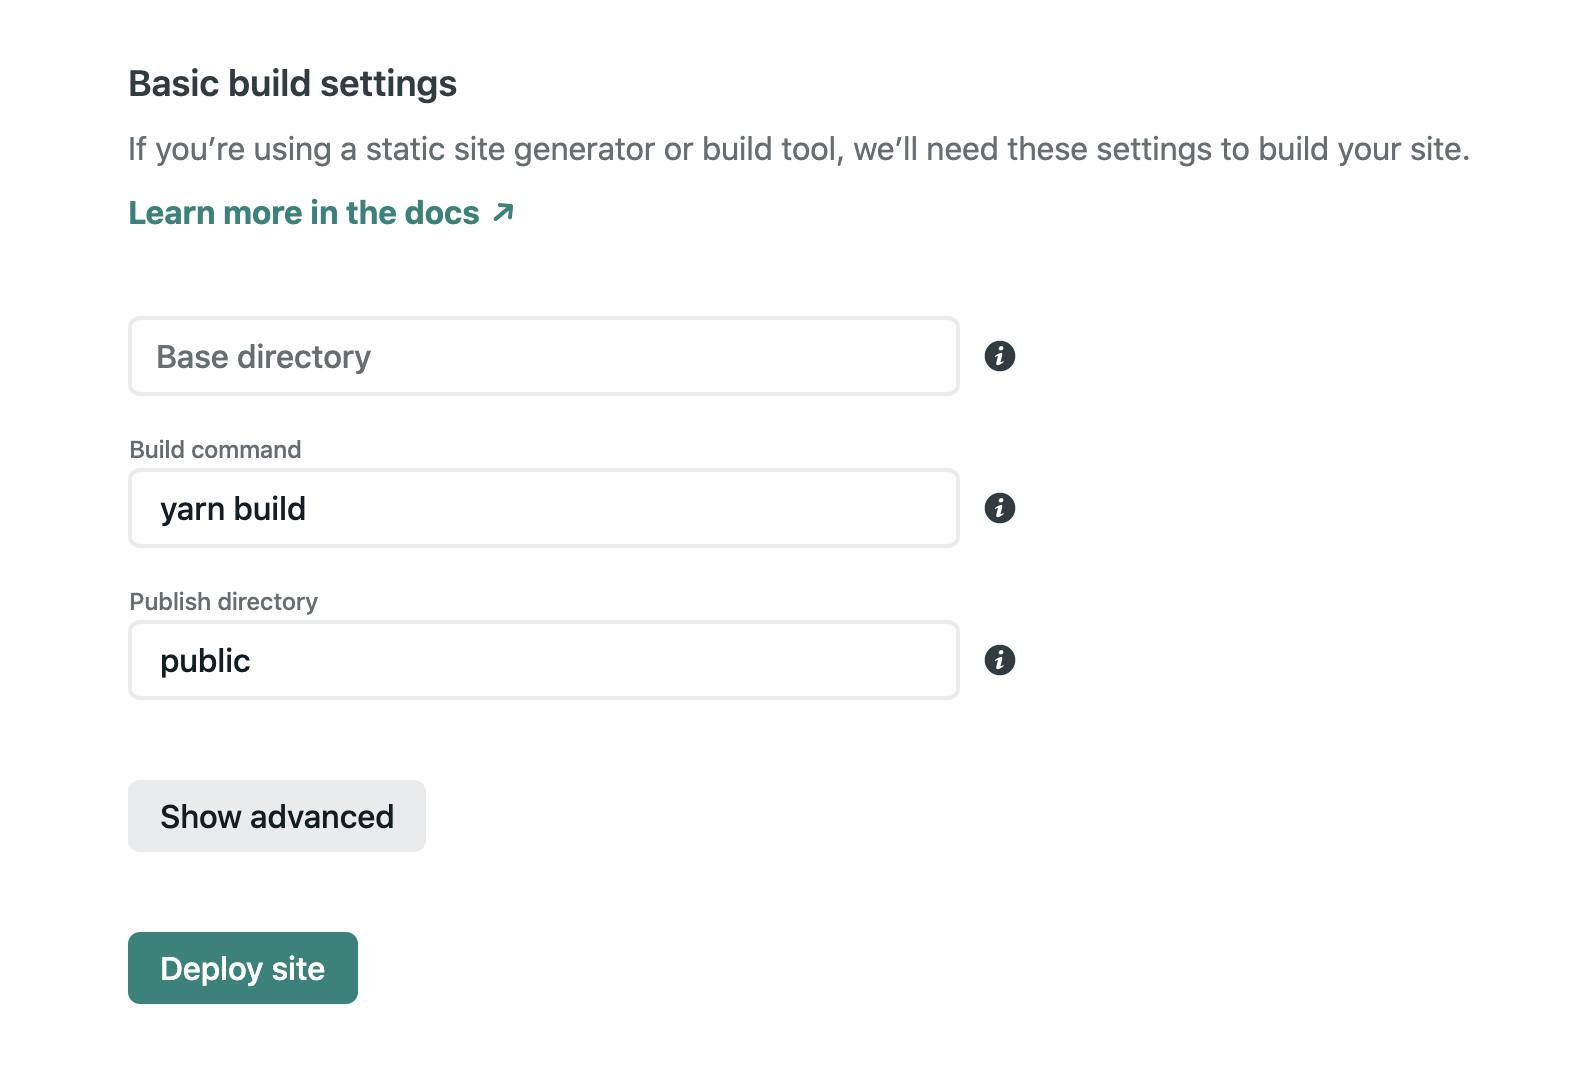 Basic build settings
If you’re using a static site generator or build tool, we’ll need these settings to build your site.
Learn more in the docs ↗
Base directory
Build command
yarn build
Publish directory
public
Show advanced
Deploy site